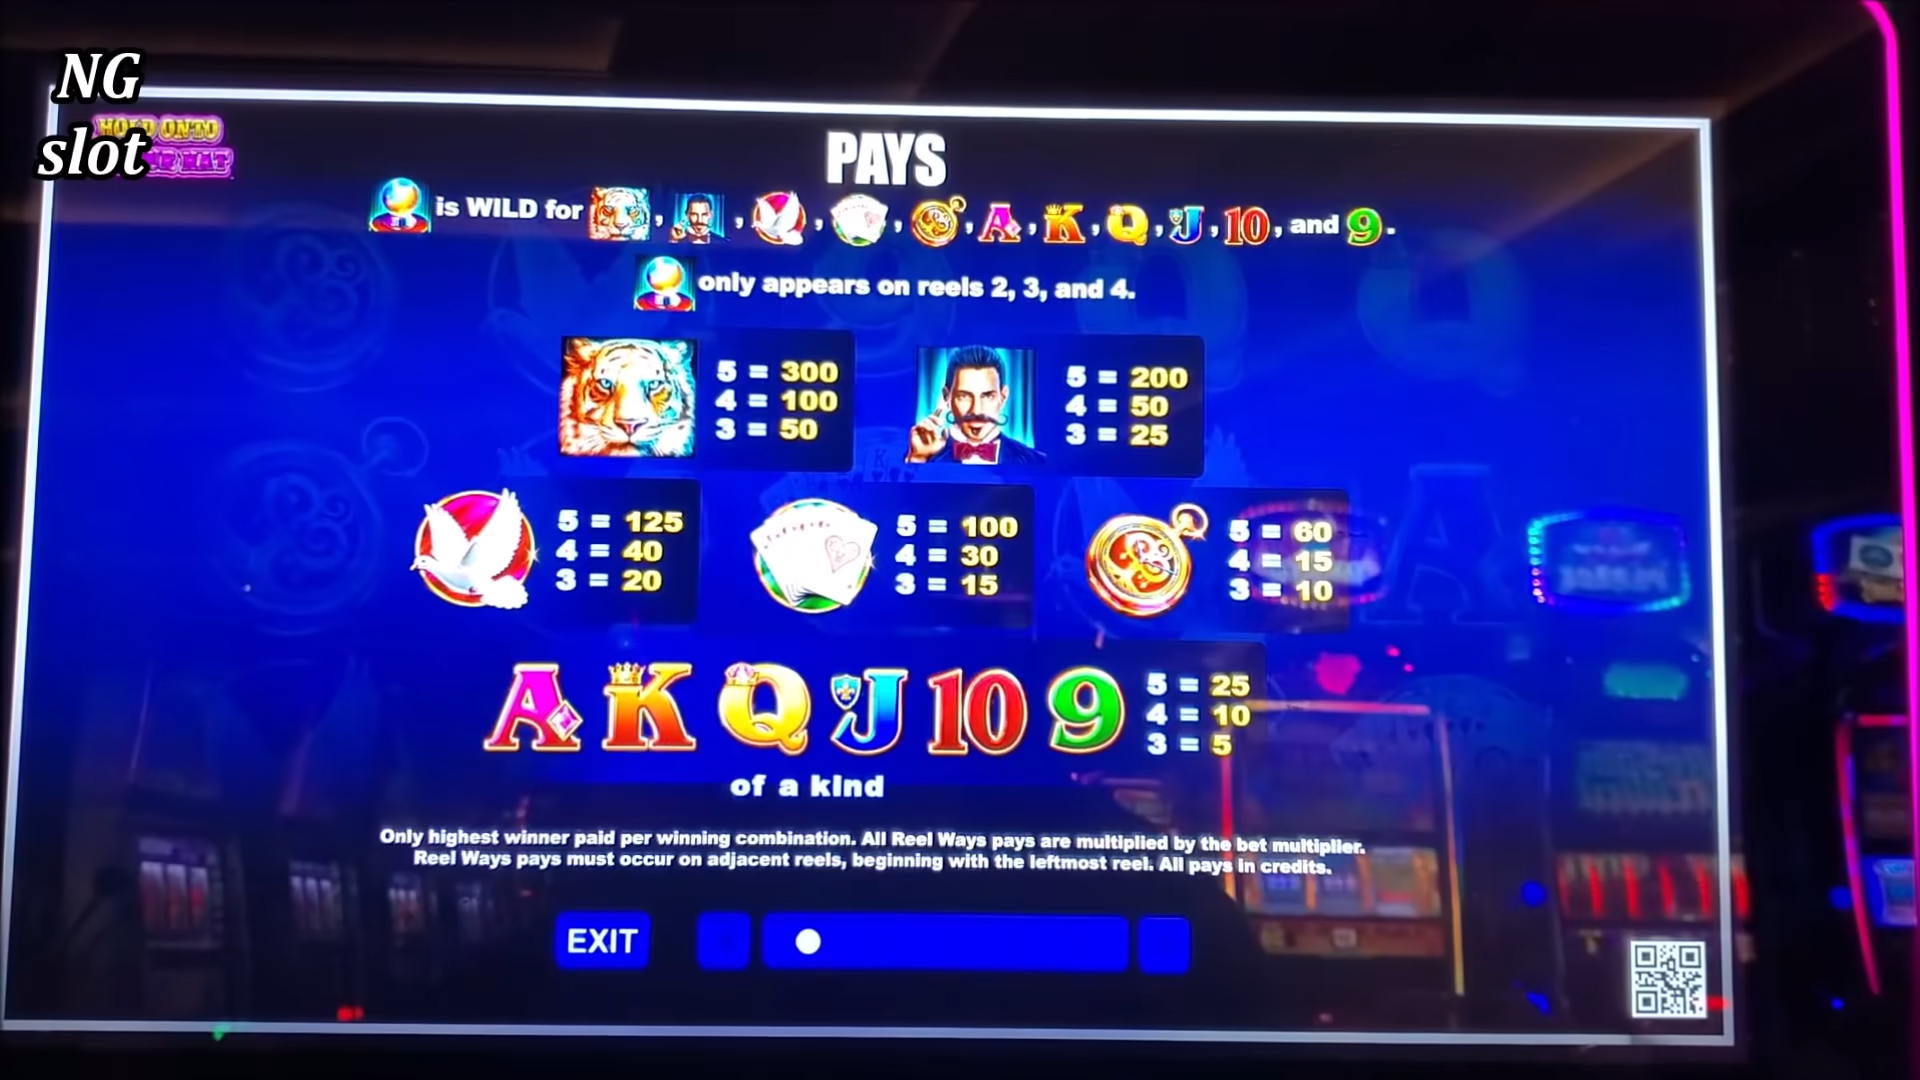 NG
slot
HOLD ONTO
HAT
PAYS
is WILD for , , , , , A, K, Q, J, 10, and 9.
only appears on reels 2, 3, and 4.
5 = 300
4 = 100
3 = 50
5 = 200
4 = 50
3 = 25
5 = 125
4 = 40
3 = 20
5 = 100
4 = 30
3 = 15
5 = 60
4 = 15
3 = 10
A K Q J 10 9
5 = 25
4 = 10
3 = 5
of a kind
Only highest winner paid per winning combination. All Reel Ways pays are multiplied by the bet multiplier.
Reel Ways pays must occur on adjacent reels, beginning with the leftmost reel. All pays in credits.
EXIT